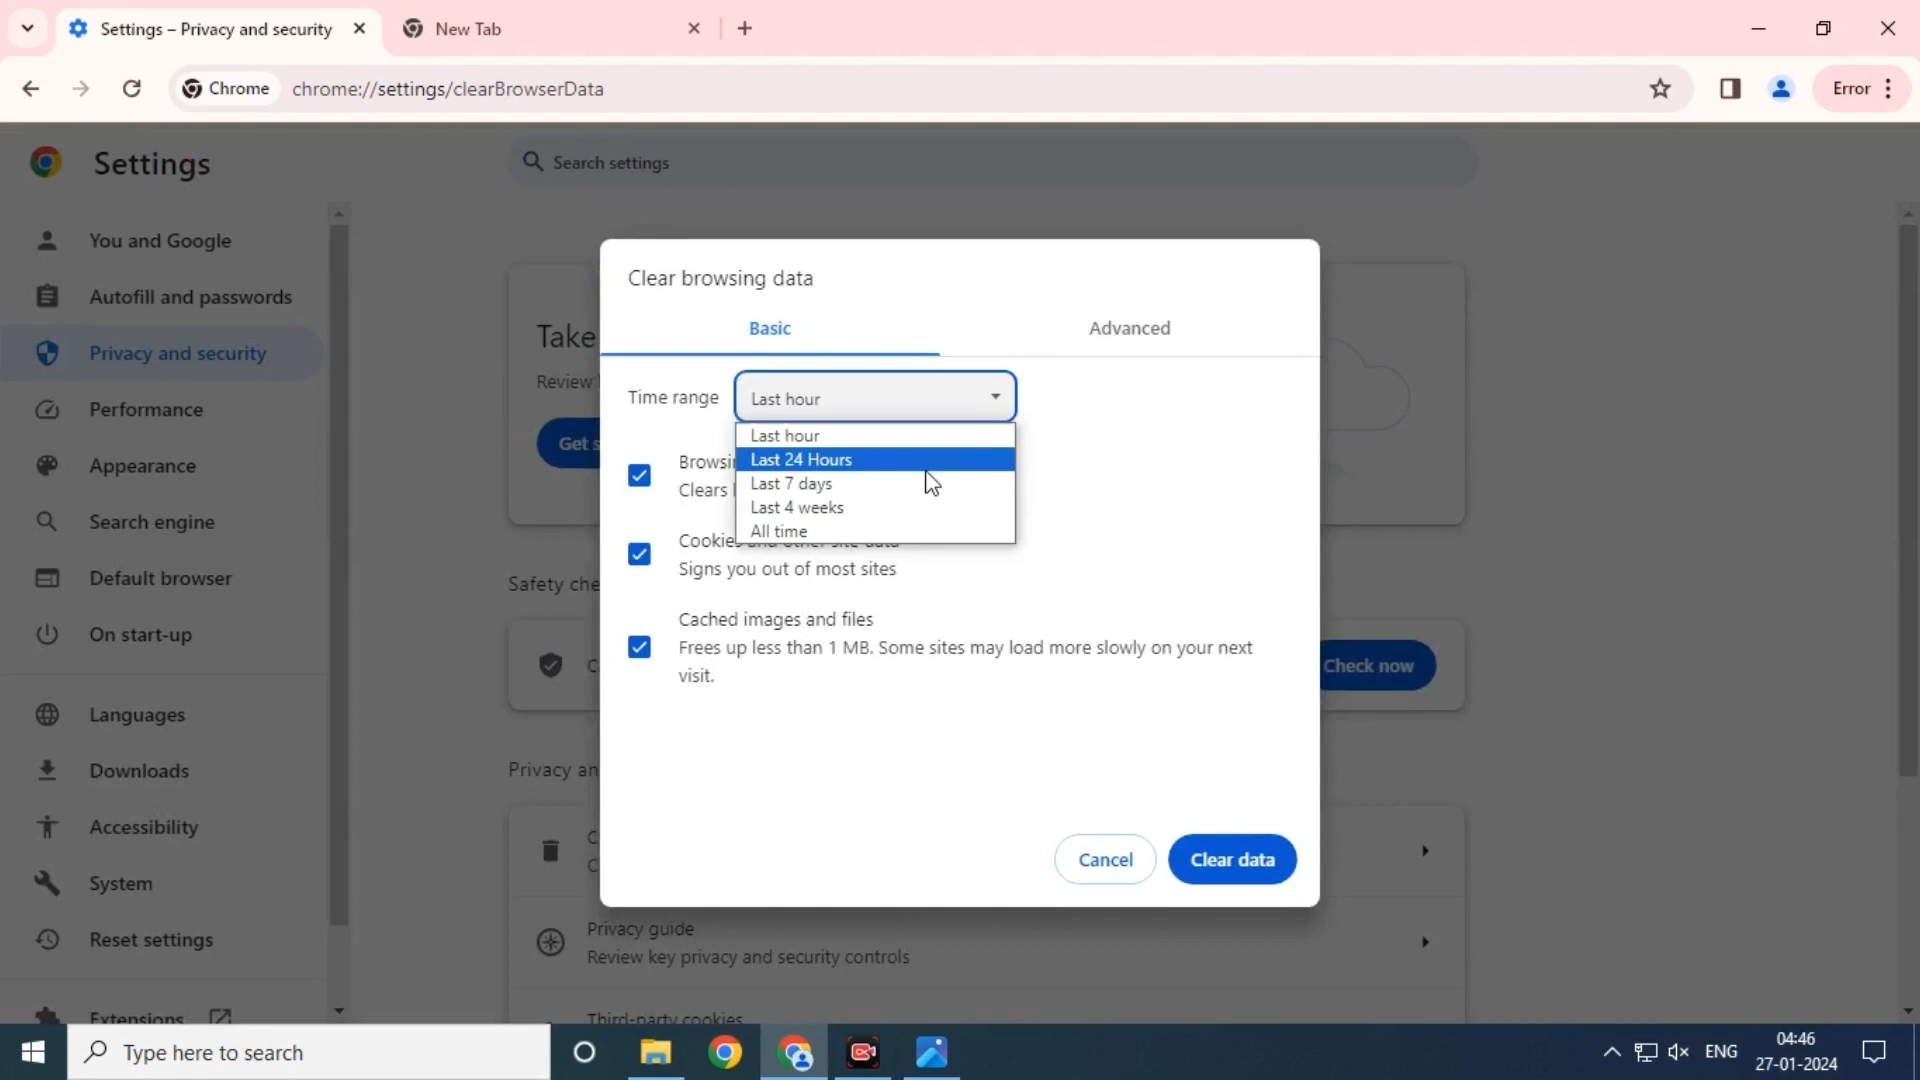 Settings – Privacy and security
New Tab
Chrome
chrome://settings/clearBrowserData
Error
Settings
Search settings
You and Google
Autofill and passwords
Privacy and security
Performance
Appearance
Search engine
Default browser
On start-up
Languages
Downloads
Accessibility
System
Reset settings
Extensions
Take
Review
Get s
Safety che
C
Check now
Privacy an
C
C
Privacy guide
Review key privacy and security controls
Third-party cookies
Clear browsing data
Basic
Advanced
Time range
Last hour
Last hour
Last 24 Hours
Last 7 days
Last 4 weeks
All time
Browsi
Clears
Cookies and other site data
Signs you out of most sites
Cached images and files
Frees up less than 1 MB. Some sites may load more slowly on your next
visit.
Cancel
Clear data
Type here to search
ENG
04:46
27-01-2024